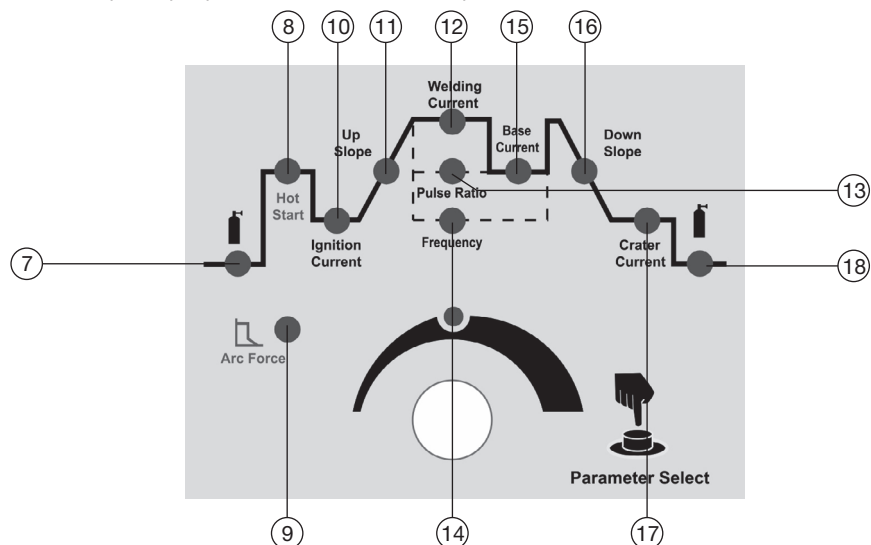 8
10
11
12
15
16
Welding
Current
Up
Slope
Base
Current
Down
Slope
Hot
Start
Pulse Ratio
13
Ignition
Current
Frequency
Crater
Current
7
18
Arc Force
Parameter Select
9
14
17